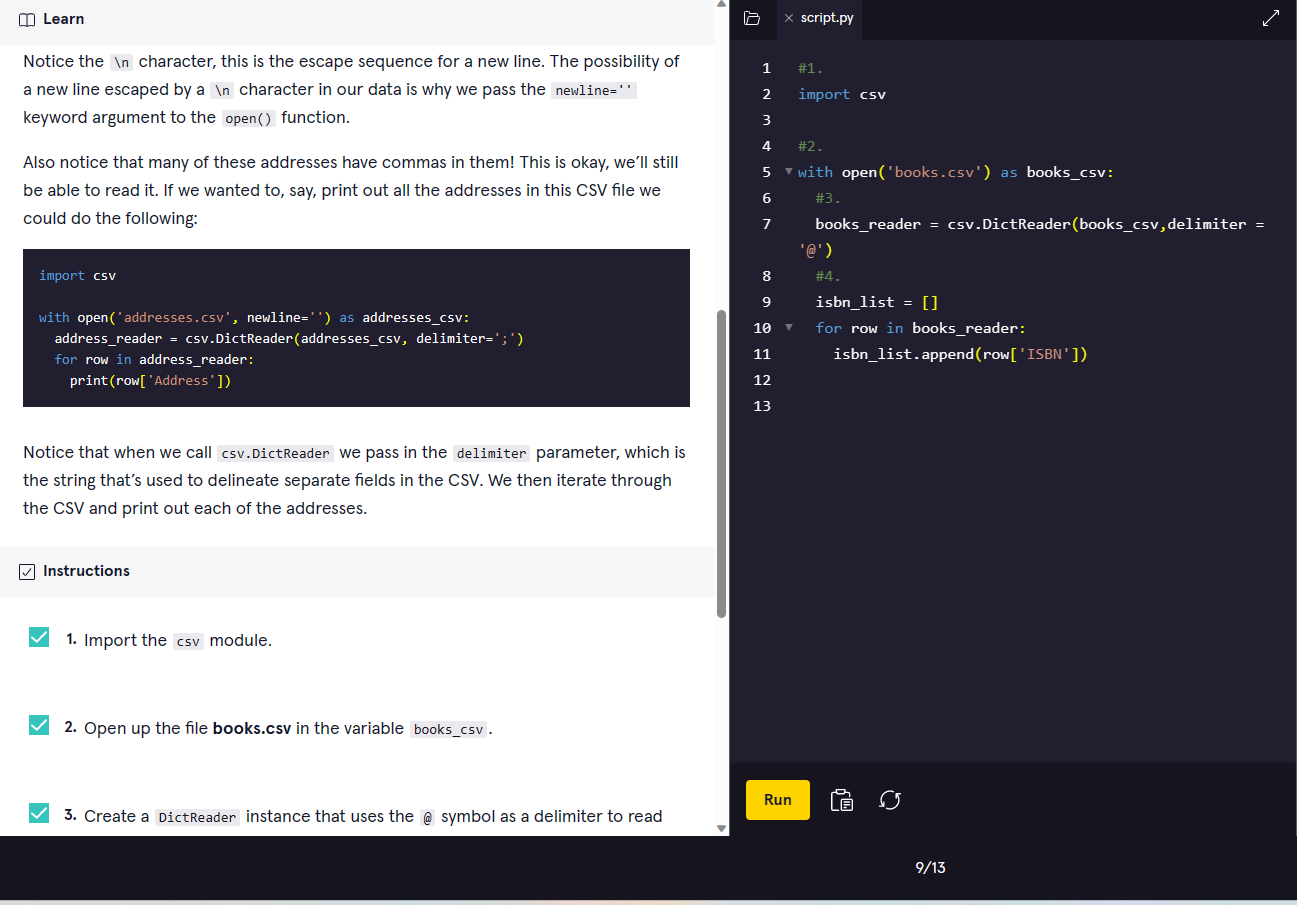 Learn
Notice the \n character, this is the escape sequence for a new line. The possibility of
a new line escaped by a \n character in our data is why we pass the newline=''
keyword argument to the open() function.
Also notice that many of these addresses have commas in them! This is okay, we’ll still
be able to read it. If we wanted to, say, print out all the addresses in this CSV file we
could do the following:
import csv
with open('addresses.csv', newline='') as addresses_csv:
  address_reader = csv.DictReader(addresses_csv, delimiter=';')
  for row in address_reader:
    print(row['Address'])
Notice that when we call csv.DictReader we pass in the delimiter parameter, which is
the string that’s used to delineate separate fields in the CSV. We then iterate through
the CSV and print out each of the addresses.
Instructions
1. Import the csv module.
2. Open up the file books.csv in the variable books_csv.
3. Create a DictReader instance that uses the @ symbol as a delimiter to read
script.py
1 #1.
2 import csv
3
4 #2.
5 with open('books.csv') as books_csv:
6   #3.
7   books_reader = csv.DictReader(books_csv,delimiter =
'@')
8   #4.
9   isbn_list = []
10   for row in books_reader:
11     isbn_list.append(row['ISBN'])
12
13
Run
9/13